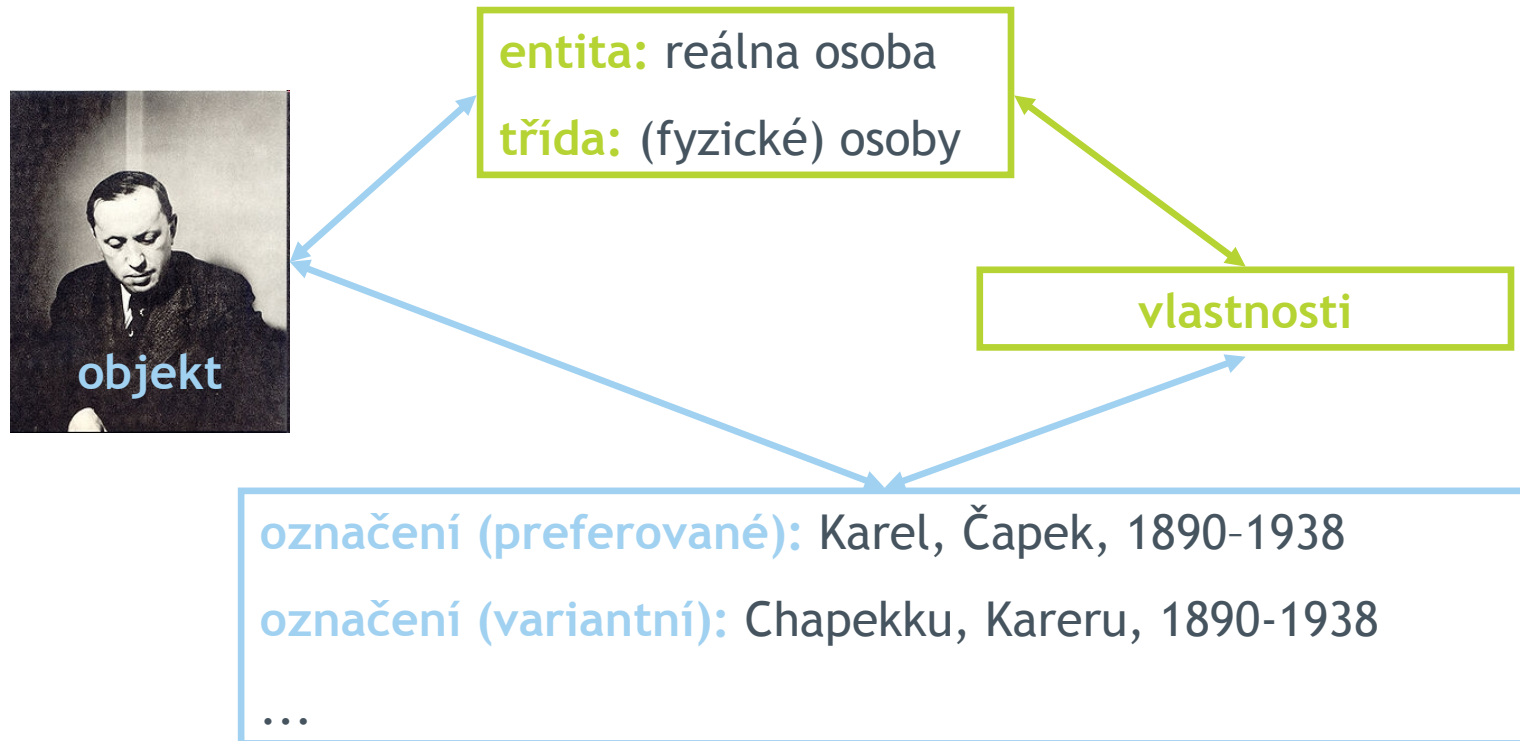 entita: reálna osoba
třída: (fyzické) osoby
objekt
vlastnosti
označení (preferované): Karel, Čapek, 1890–1938
označení (variantní): Chapekku, Kareru, 1890-1938
...